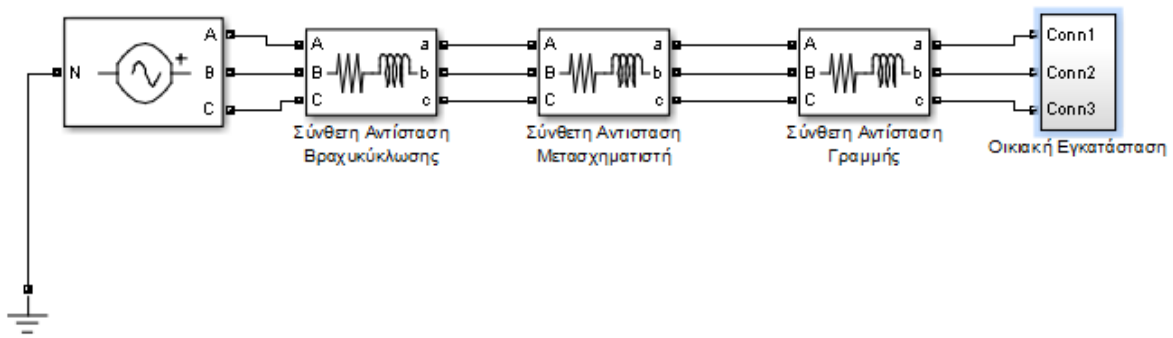 N
+
A
B
C
A
B
C
a
b
c
Σύνθετη Αντίσταση
Βραχυκύκλωσης
A
B
C
a
b
c
Σύνθετη Αντισταση
Μετασχηματιστή
A
B
C
a
b
c
Σύνθετη Αντίσταση
Γραμμής
Conn1
Conn2
Conn3
Οικιακή Εγκατάσταση